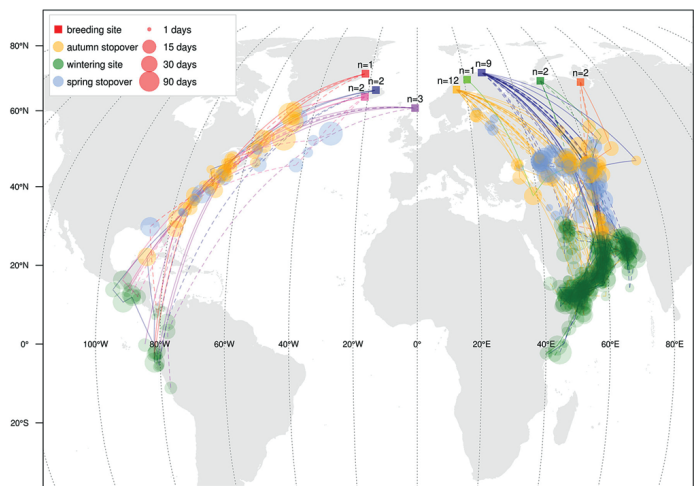 breeding site
1 days
autumn stopover
15 days
wintering site
30 days
spring stopover
90 days
80°N
60°N
40°N
20°N
0°
20°S
n=1
n=2
n=2
n=3
n=12
n=1
n=9
n=2
n=2
100°W
80°W
60°W
40°W
20°W
0°
20°E
40°E
60°E
80°E